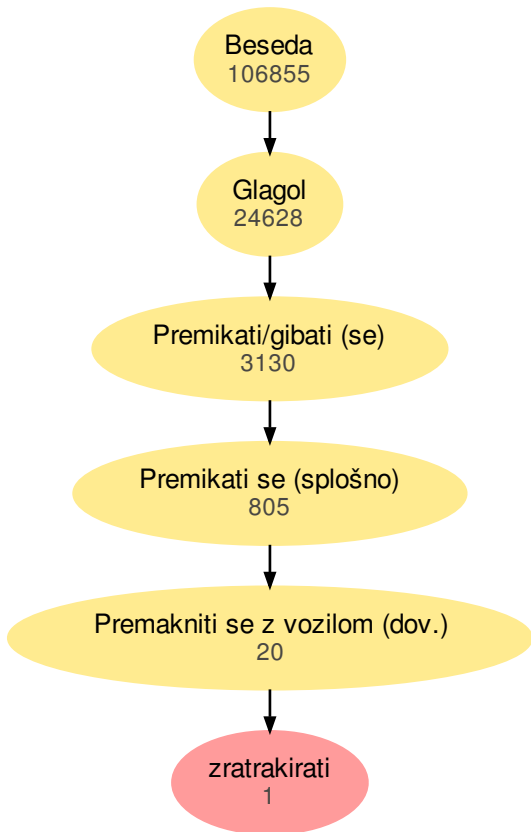 Beseda
106855
Glagol
24628
Premikati/gibati (se)
3130
Premikati se (splošno)
805
Premakniti se z vozilom (dov.)
20
zratrakirati
1